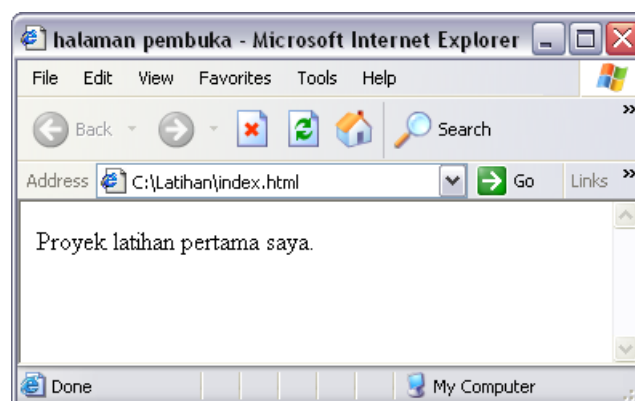 halaman pembuka - Microsoft Internet Explorer
File Edit View Favorites Tools Help
Back Search »
Address C:\Latihan\index.html Go Links »
Proyek latihan pertama saya.
Done My Computer